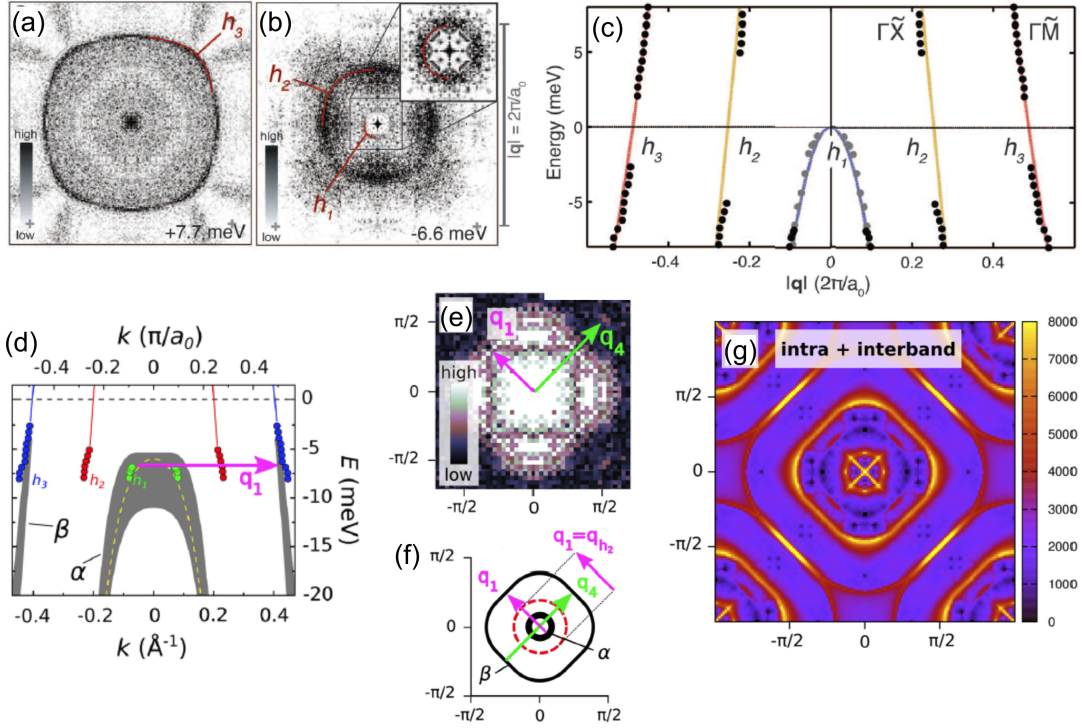 (a)
h₃
high
low
+7.7 meV
(b)
h₂
h₁
high
low
-6.6 meV
|q| = 2π/a₀
(c)
Energy (meV)
5
0
-5
ΓX̃
ΓM̃
h₃
h₂
h₁
h₂
h₃
-0.4 -0.2 0 0.2 0.4
|q| (2π/a₀)
(d)
k (π/a₀)
-0.4 -0.2 0 0.2 0.4
0
-5
-10
-15
-20
E (meV)
h₃
h₂
h₁
q₁
β
α
-0.4 -0.2 0 0.2 0.4
k (Å⁻¹)
(e)
q₁
q₄
high
low
π/2
0
-π/2
-π/2 0 π/2
(f)
q₁=qₕ₂
q₁
q₄
α
β
π/2
0
-π/2
-π/2 0 π/2
(g)
intra + interband
π/2
0
-π/2
-π/2 0 π/2
8000
7000
6000
5000
4000
3000
2000
1000
0